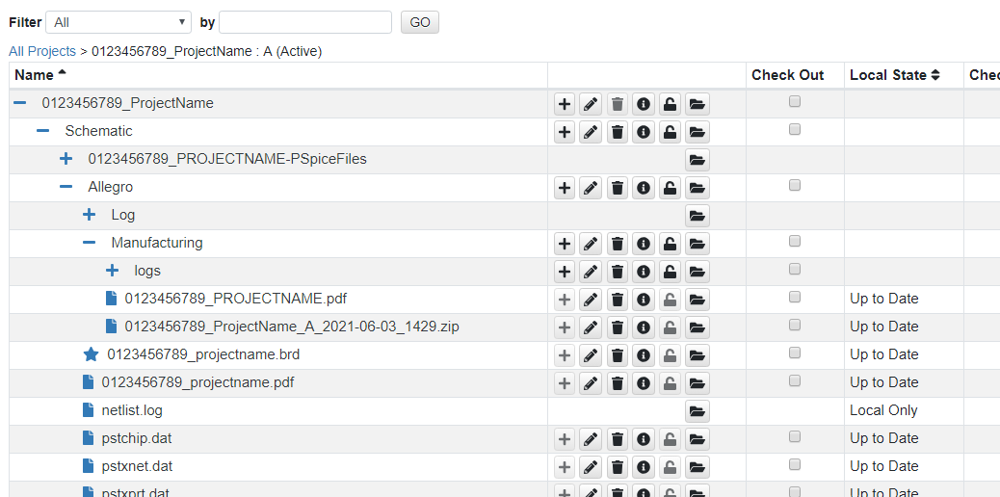 Filter All by GO
All Projects > 0123456789_ProjectName : A (Active)
Name Check Out Local State Chec
0123456789_ProjectName
Schematic
0123456789_PROJECTNAME-PSpiceFiles
Allegro
Log
Manufacturing
logs
0123456789_PROJECTNAME.pdf Up to Date
0123456789_ProjectName_A_2021-06-03_1429.zip Up to Date
0123456789_projectname.brd Up to Date
0123456789_projectname.pdf Up to Date
netlist.log Local Only
pstchip.dat Up to Date
pstxnet.dat Up to Date
pstxprt.dat Up to Date